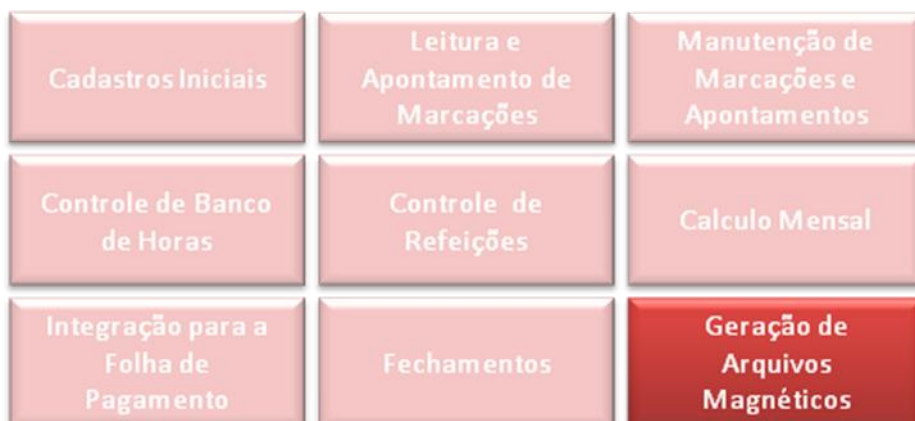 Cadastros Iniciais
Leitura e
Apontamento de
Marcações
Manutenção de
Marcações e
Apontamentos
Controle de Banco
de Horas
Controle de
Refeições
Calculo Mensal
Integração para a
Folha de
Pagamento
Fechamentos
Geração de
Arquivos
Magnéticos